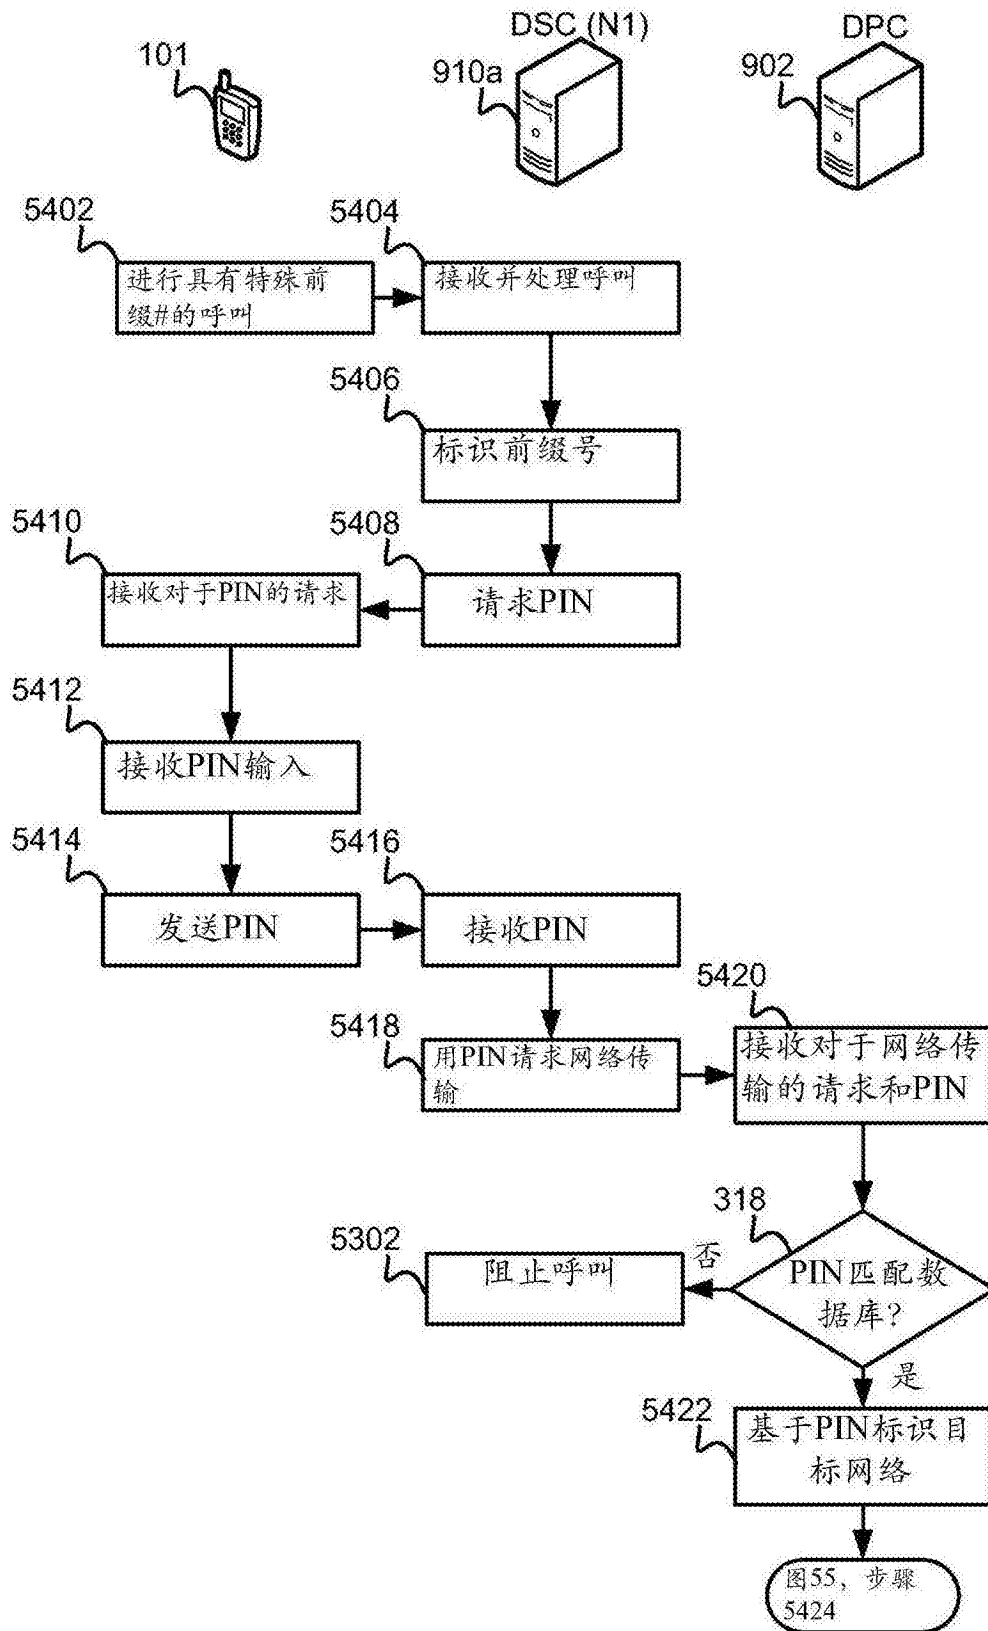 DSC (N1)
DPC
101
910a
902
5402
5404
进行具有特殊前
缀#的呼叫
接收并处理呼叫
5406
标识前缀号
5410
5408
接收对于PIN的请求
请求PIN
5412
接收PIN输入
5414
5416
发送PIN
接收PIN
5420
5418
用PIN请求网络传
输
接收对于网络传
输的请求和PIN
318
5302
阻止呼叫
否
PIN匹配数
据库?
是
5422
基于PIN标识目
标网络
图55，步骤
5424